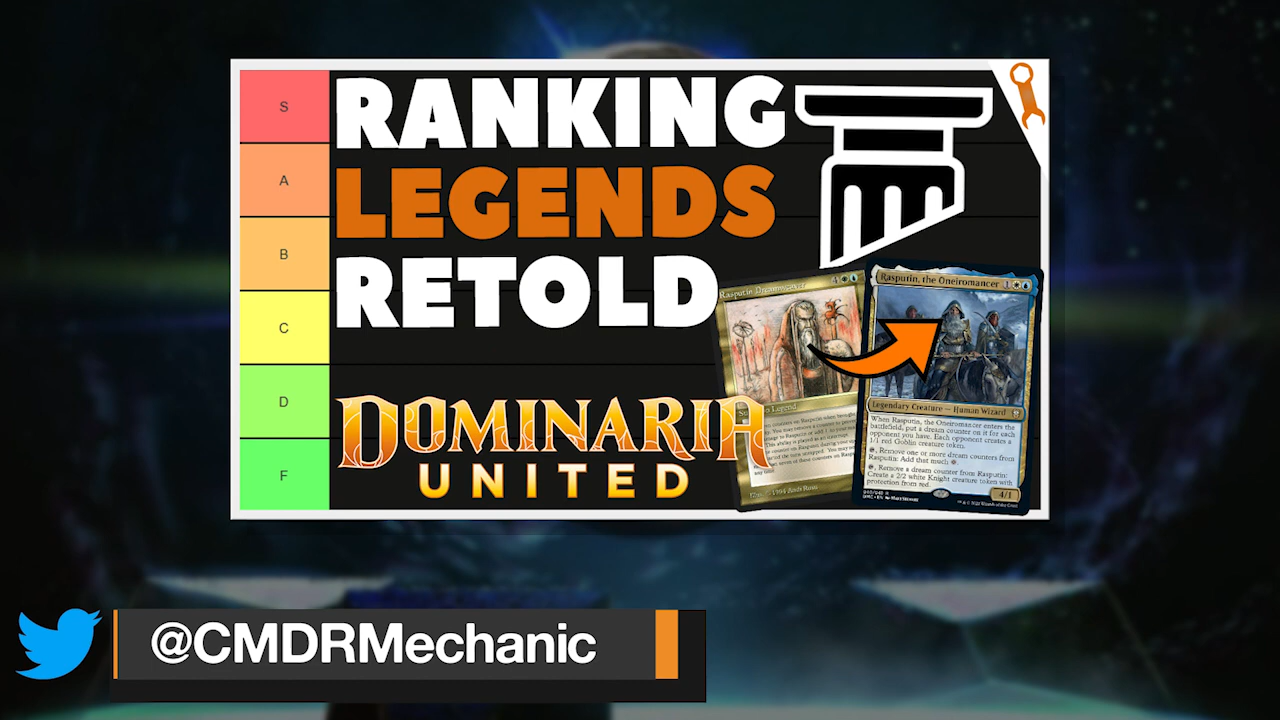 S
A
B
C
D
F
RANKING
LEGENDS
RETOLD
DOMINARIA
UNITED
Rasputin Dreamweaver
Rasputin, the Oneiromancer
Legendary Creature — Human Wizard
When Rasputin, the Oneiromancer enters the
battlefield, put a dream counter on it for each
opponent you have. Each opponent creates a
1/1 red Goblin creature token.
, Remove one or more dream counters from
Rasputin: Add that much
, Remove a dream counter from Rasputin:
Create a 2/2 white Knight creature token with
protection from red.
4/1
@CMDRMechanic